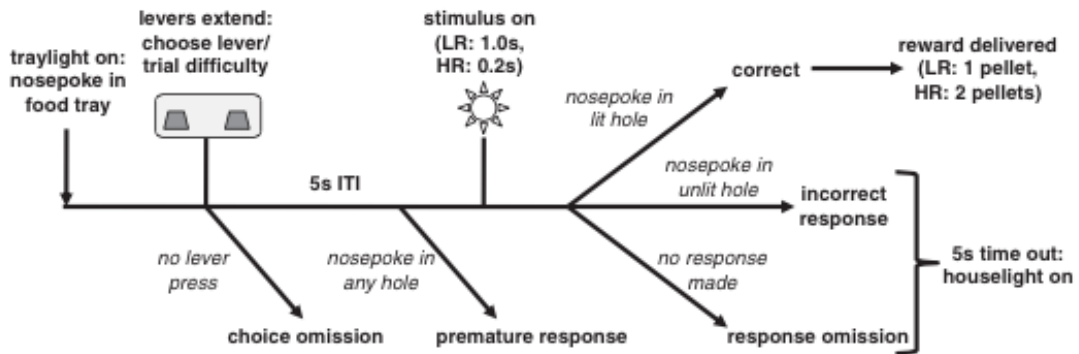 traylight on:
nosepoke in
food tray
levers extend:
choose lever/
trial difficulty
stimulus on
(LR: 1.0s,
HR: 0.2s)
correct
reward delivered
(LR: 1 pellet,
HR: 2 pellets)
nosepoke in
lit hole
5s ITI
nosepoke in
unlit hole
incorrect
response
no lever
press
nosepoke in
any hole
no response
made
5s time out:
houselight on
choice omission
premature response
response omission